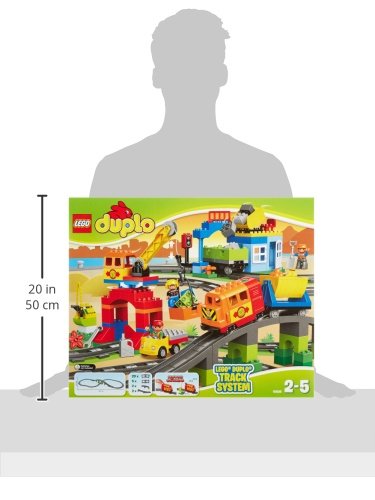 LEGO
duplo
20 in
50 cm
LEGO® DUPLO®
TRACK
SYSTEM
2-5